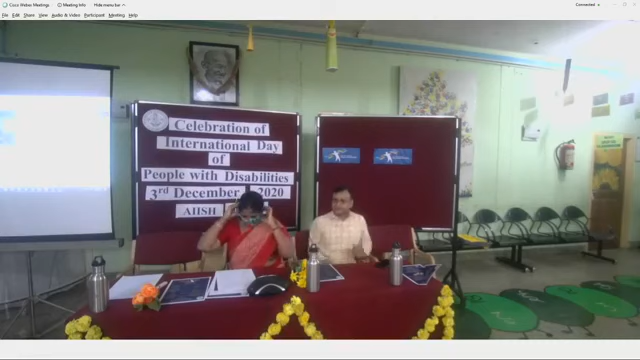 Cisco Webex Meetings
Meeting Info
Hide menu bar
Connected
File Edit Share View Audio & Video Participant Meeting Help
Celebration of
International Day
of
People with Disabilities
3rd December 2020
AIISH